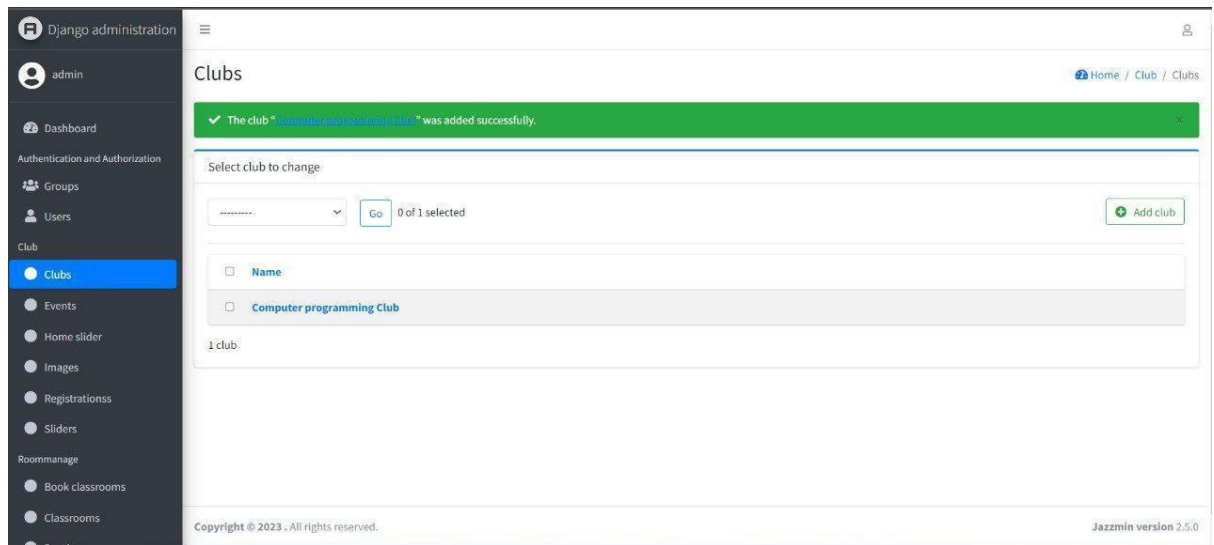 Django administration
admin
Dashboard
Authentication and Authorization
Groups
Users
Club
Clubs
Events
Home slider
Images
Registrationss
Sliders
Roommanage
Book classrooms
Classrooms
Clubs
Home / Club / Clubs
The club “Computer programming Club” was added successfully.
×
Select club to change
---------
Go
0 of 1 selected
Add club
Name
Computer programming Club
1 club
Copyright © 2023 . All rights reserved.
Jazzmin version 2.5.0